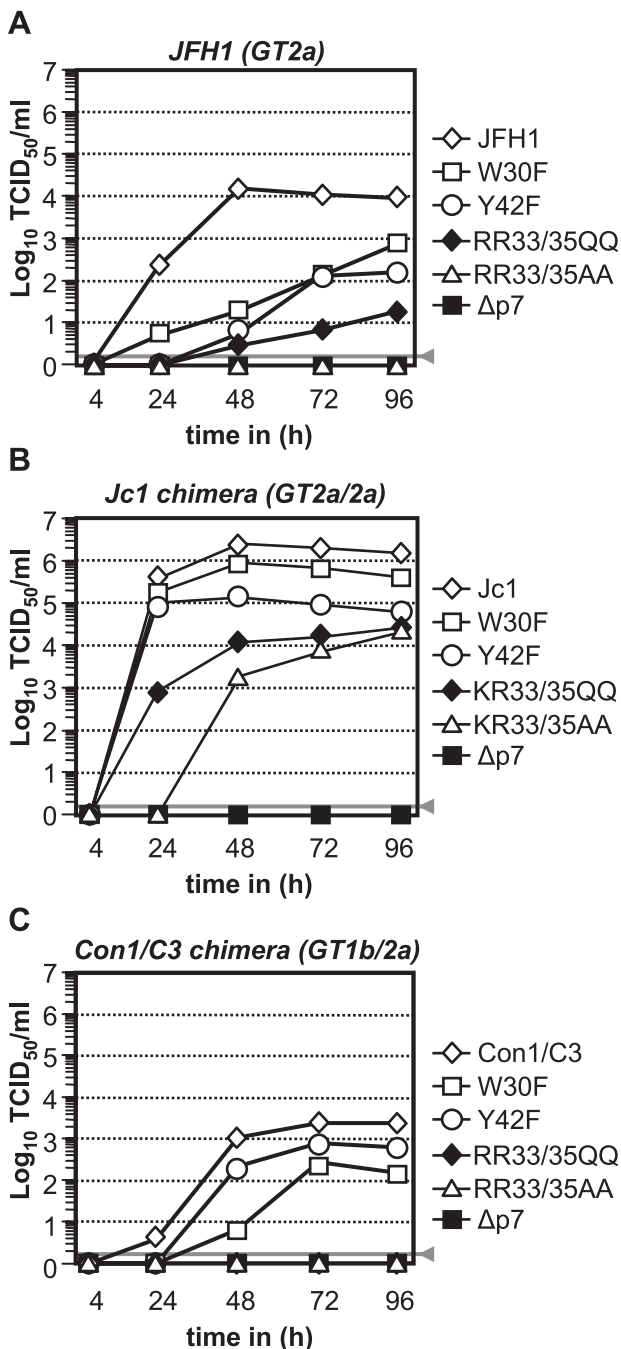 A
JFH1 (GT2a)
7
6
5
4
3
2
1
0
Log10 TCID50/ml
4 24 48 72 96
time in (h)
JFH1
W30F
Y42F
RR33/35QQ
RR33/35AA
Δp7
B
Jc1 chimera (GT2a/2a)
7
6
5
4
3
2
1
0
Log10 TCID50/ml
4 24 48 72 96
time in (h)
Jc1
W30F
Y42F
KR33/35QQ
KR33/35AA
Δp7
C
Con1/C3 chimera (GT1b/2a)
7
6
5
4
3
2
1
0
Log10 TCID50/ml
4 24 48 72 96
time in (h)
Con1/C3
W30F
Y42F
RR33/35QQ
RR33/35AA
Δp7